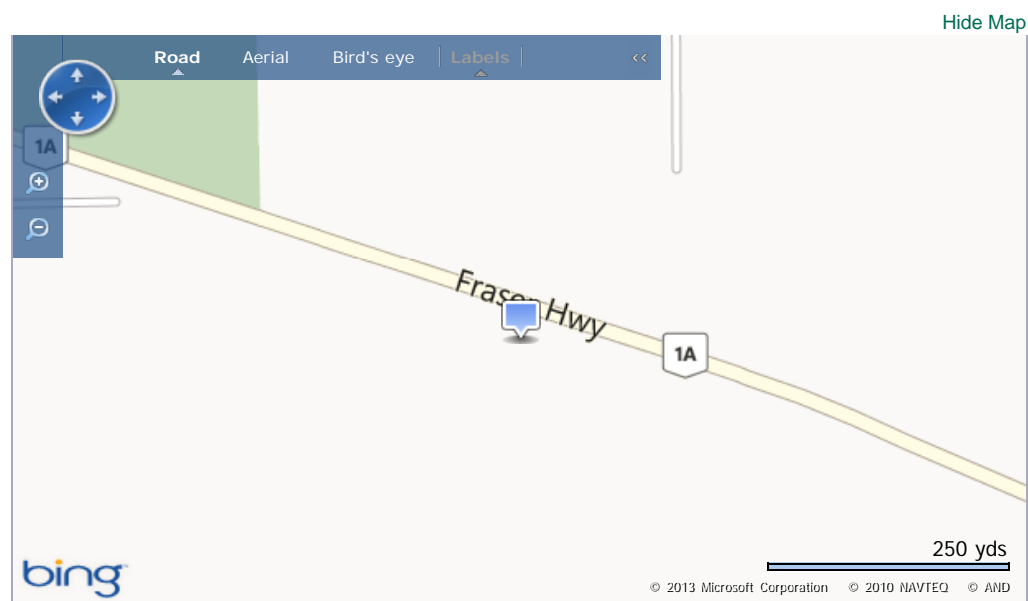 Hide Map
Road Aerial Bird's eye Labels <<
1A
Fraser Hwy
1A
250 yds
bing
© 2013 Microsoft Corporation © 2010 NAVTEQ © AND